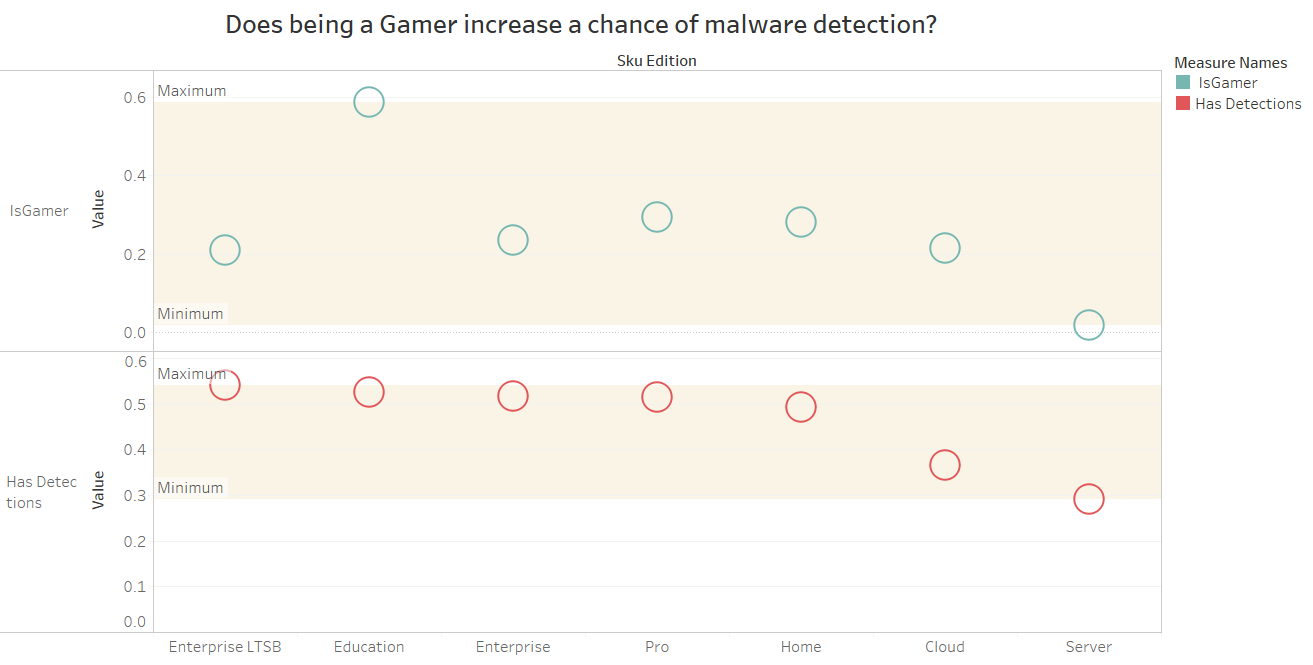 Does being a Gamer increase a chance of malware detection?
Sku Edition
Measure Names
IsGamer
Has Detections
Maximum
0.6
0.4
IsGamer
Value
0.2
Minimum
0.0
0.6
Maximum
0.5
0.4
Has Detec
tions
Value
Minimum
0.3
0.2
0.1
0.0
Enterprise LTSB
Education
Enterprise
Pro
Home
Cloud
Server